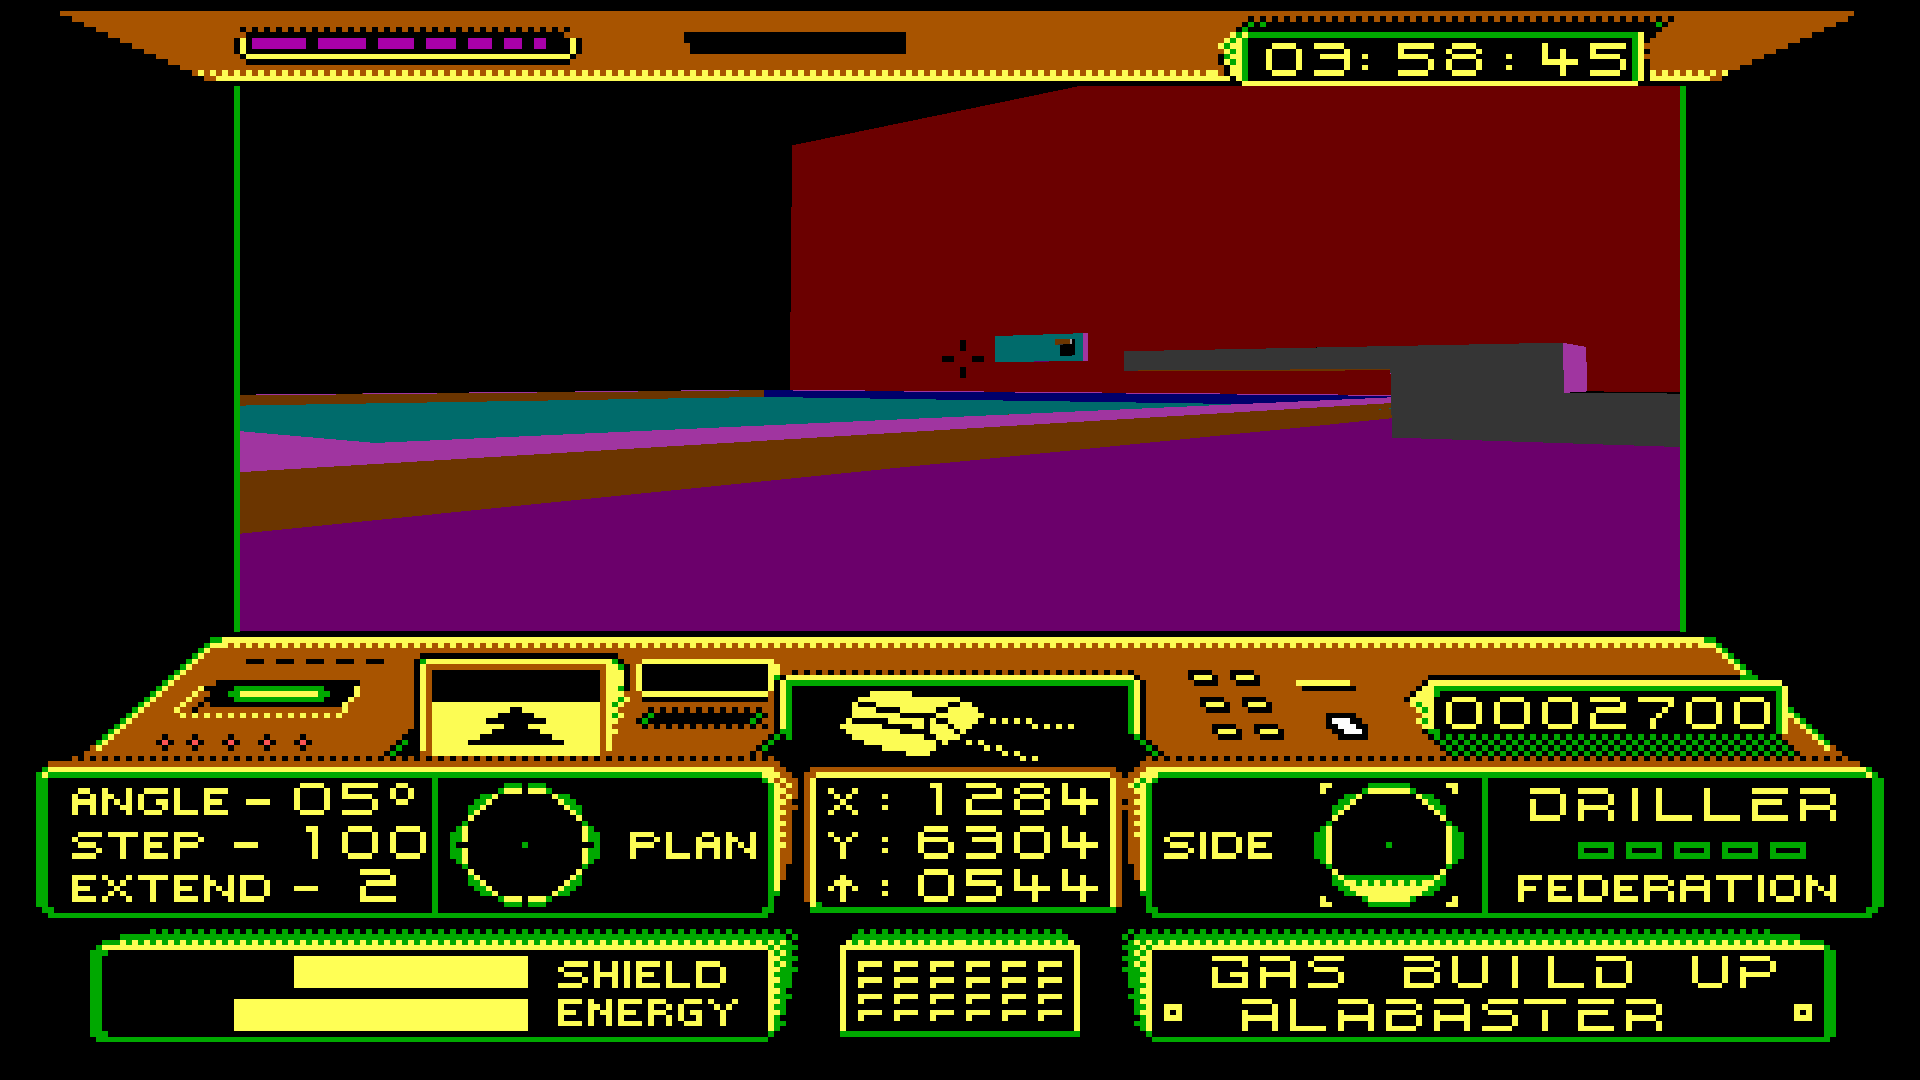 03:58:45
0002700
ANGLE - 05°
STEP - 100
EXTEND - 2
PLAN
X : 1284
Y : 6304
↑ : 0544
SIDE
DRILLER
FEDERATION
SHIELD
ENERGY
GAS BUILD UP
ALABASTER